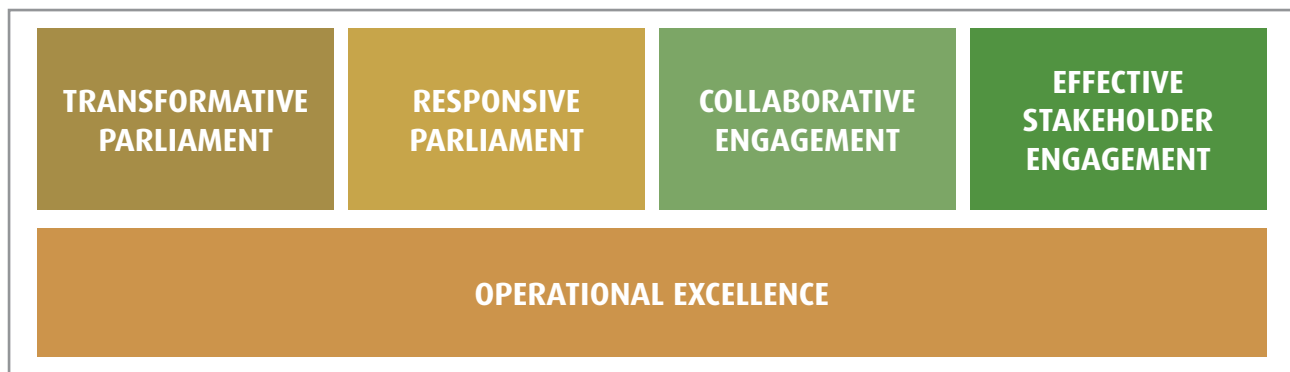 TRANSFORMATIVE
PARLIAMENT
RESPONSIVE
PARLIAMENT
COLLABORATIVE
ENGAGEMENT
EFFECTIVE
STAKEHOLDER
ENGAGEMENT
OPERATIONAL EXCELLENCE